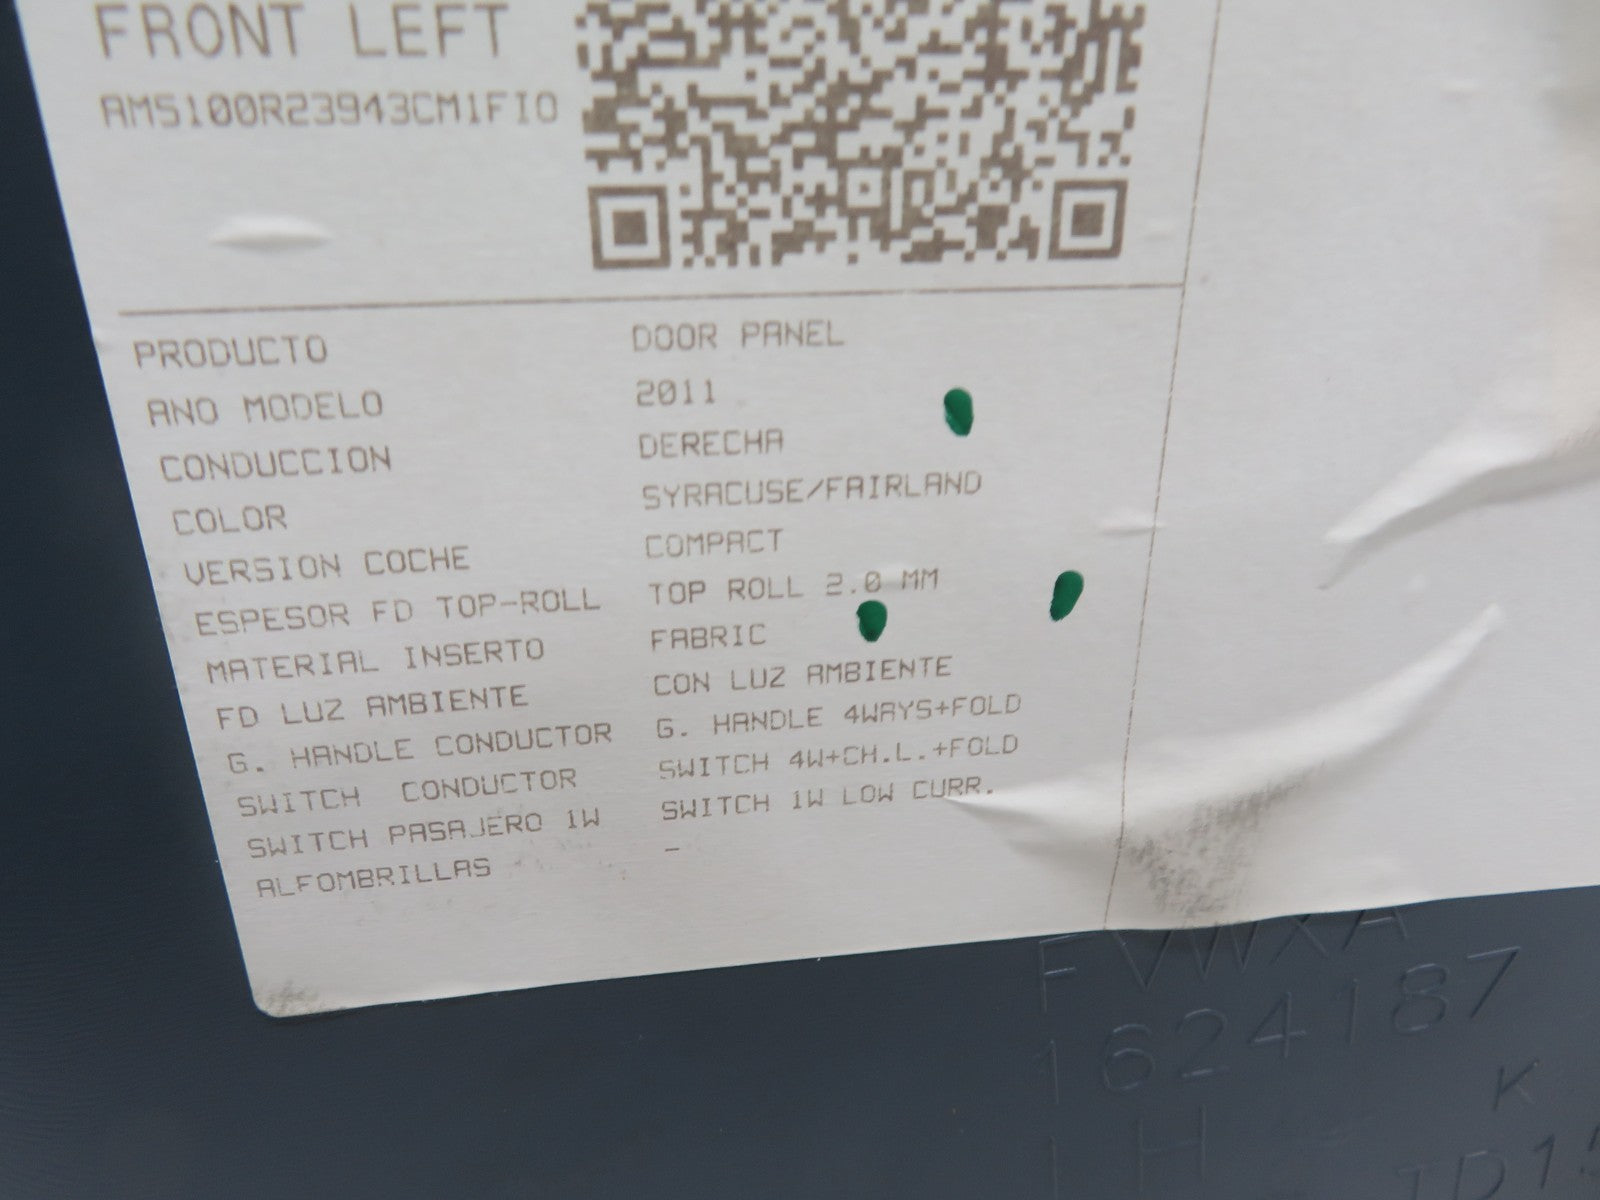 FRONT LEFT
AM5100R23943CM1FIO
PRODUCTO DOOR PANEL
ANO MODELO 2011
CONDUCCION DERECHA
COLOR SYRACUSE/FAIRLAND
VERSION COCHE COMPACT
ESPESOR FD TOP-ROLL TOP ROLL 2.0 MM
MATERIAL INSERTO FABRIC
FD LUZ AMBIENTE CON LUZ AMBIENTE
G. HANDLE CONDUCTOR G. HANDLE 4WAYS+FOLD
SWITCH CONDUCTOR SWITCH 4W+CH.L.+FOLD
SWITCH PASAJERO 1W SWITCH 1W LOW CURR.
ALFOMBRILLAS -
FVWXA
1624187
K
LH